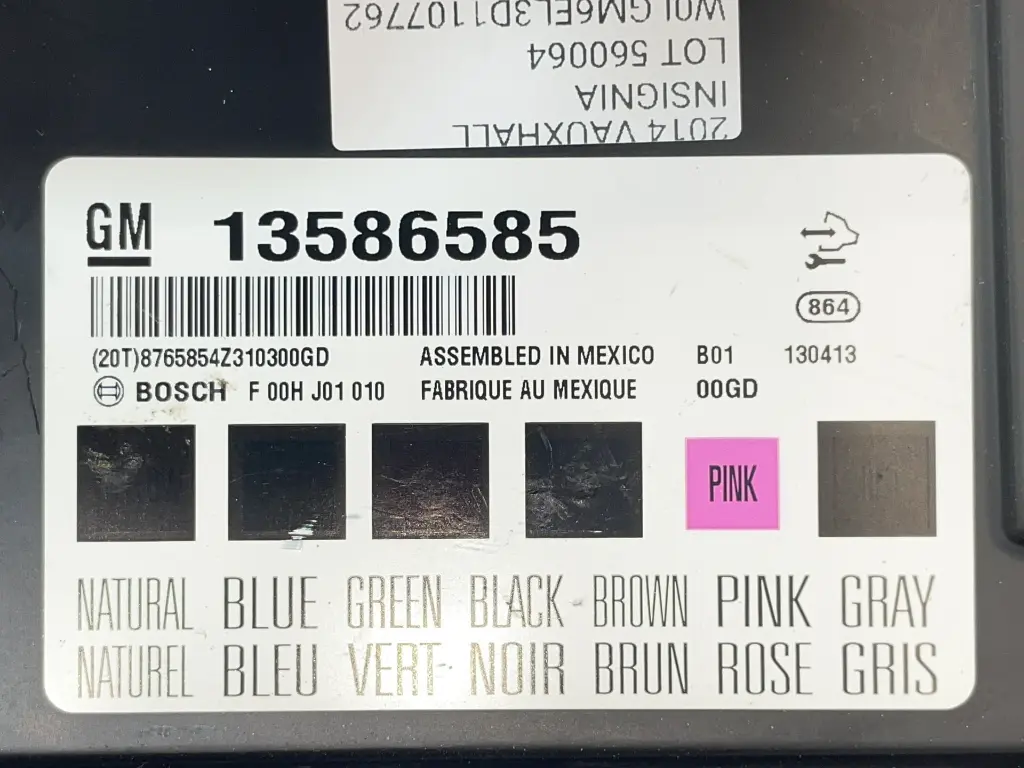 2014 VAUXHALL
INSIGNIA
LOT 560064
W0LGM6EL3D1107762
GM 13586585
864
(20T)8765854Z310300GD ASSEMBLED IN MEXICO B01 130413
BOSCH F 00H J01 010 FABRIQUE AU MEXIQUE 00GD
PINK
NATURAL BLUE GREEN BLACK BROWN PINK GRAY
NATUREL BLEU VERT NOIR BRUN ROSE GRIS